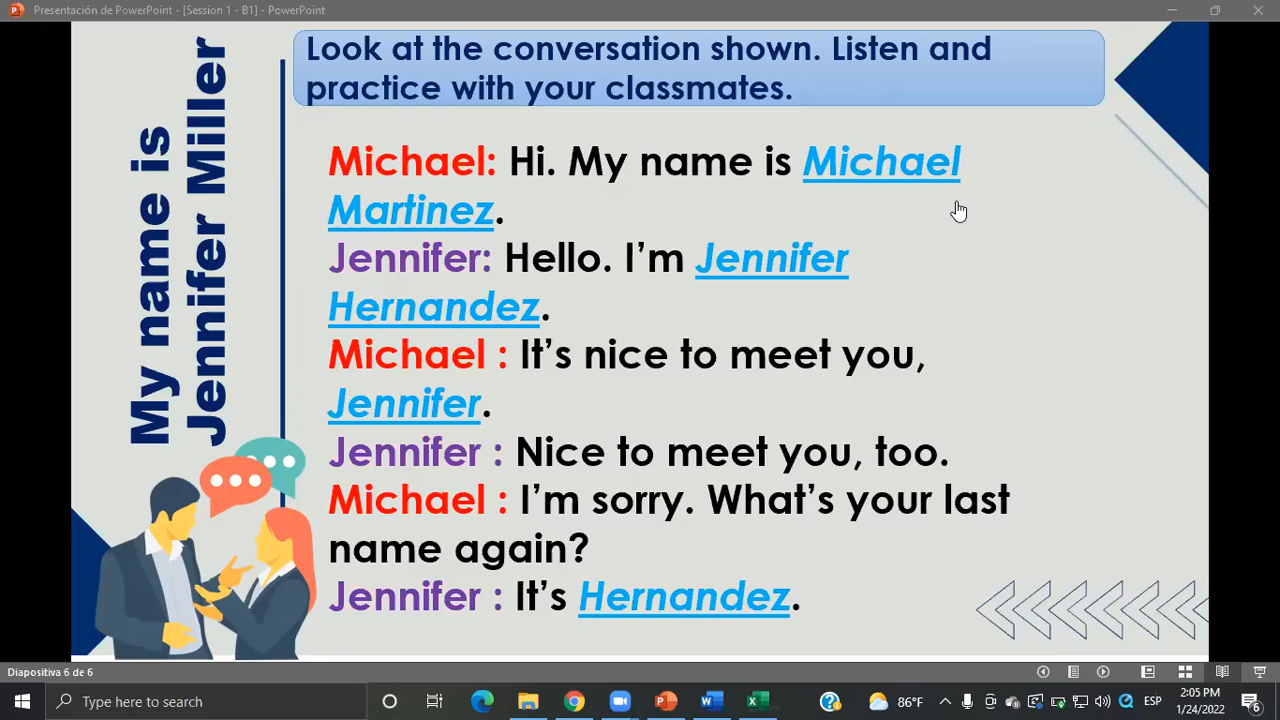 Presentación de PowerPoint - [Session 1 - B1] - PowerPoint
My name is
Jennifer Miller
Look at the conversation shown. Listen and
practice with your classmates.
Michael: Hi. My name is Michael
Martinez.
Jennifer: Hello. I’m Jennifer
Hernandez.
Michael : It’s nice to meet you,
Jennifer.
Jennifer : Nice to meet you, too.
Michael : I’m sorry. What’s your last
name again?
Jennifer : It’s Hernandez.
Diapositiva 6 de 6
Type here to search
86°F
ESP
2:05 PM
1/24/2022
6